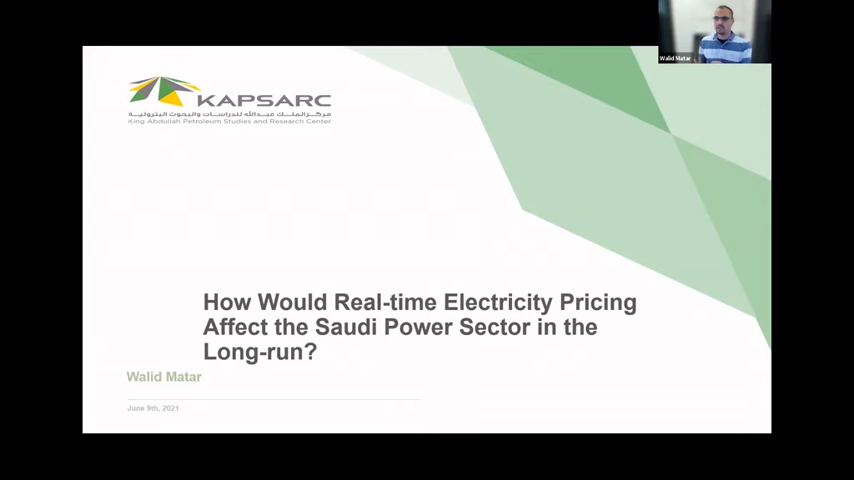 Walid Matar
KAPSARC
مركز الملك عبدالله للدراسات والبحوث البترولية
King Abdullah Petroleum Studies and Research Center
How Would Real-time Electricity Pricing
Affect the Saudi Power Sector in the
Long-run?
Walid Matar
June 9th, 2021